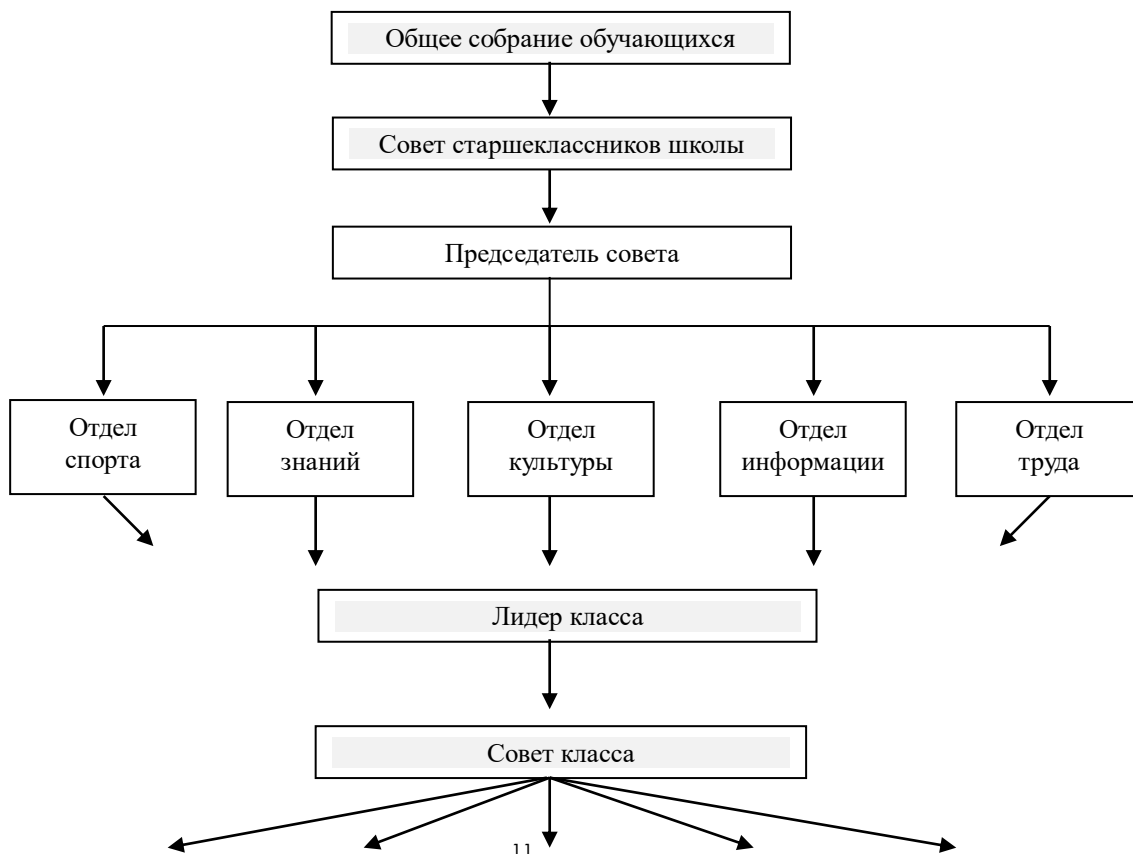 Общее собрание обучающихся
Совет старшеклассников школы
Председатель совета
Отдел
спорта
Отдел
знаний
Отдел
культуры
Отдел
информации
Отдел
труда
Лидер класса
Совет класса
11